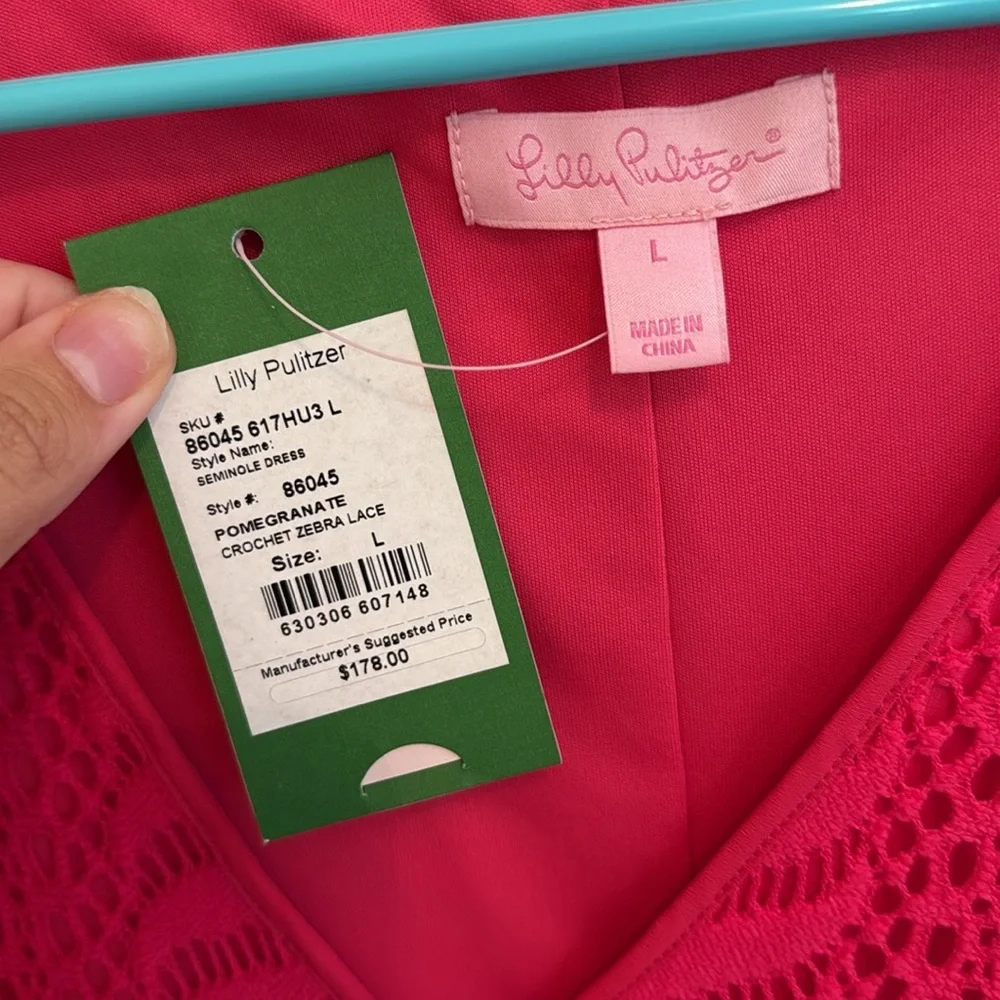 Lilly Pulitzer®
L
MADE IN
CHINA
Lilly Pulitzer
SKU #
86045 617HU3 L
Style Name:
SEMINOLE DRESS
Style #: 86045
POMEGRANATE
CROCHET ZEBRA LACE
Size: L
630306 607148
Manufacturer's Suggested Price
$178.00